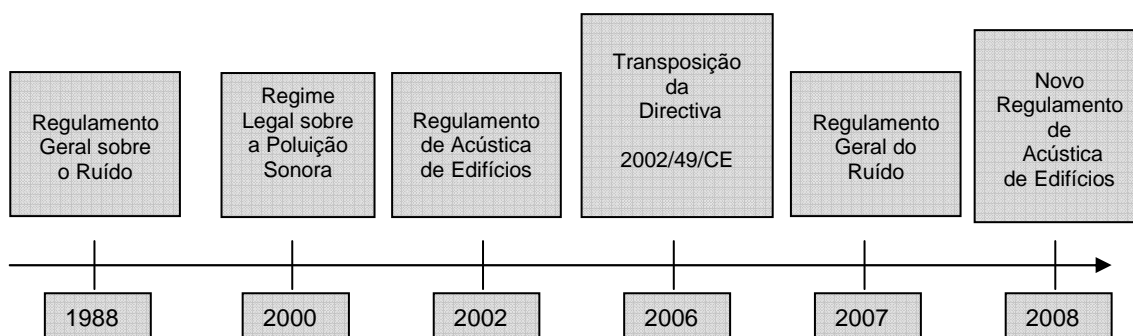 Regulamento
Geral sobre
o Ruído
Regime
Legal sobre
a Poluição
Sonora
Regulamento
de Acústica
de Edifícios
Transposição
da
Directiva
2002/49/CE
Regulamento
Geral do
Ruído
Novo
Regulamento
de
Acústica
de Edifícios
1988
2000
2002
2006
2007
2008